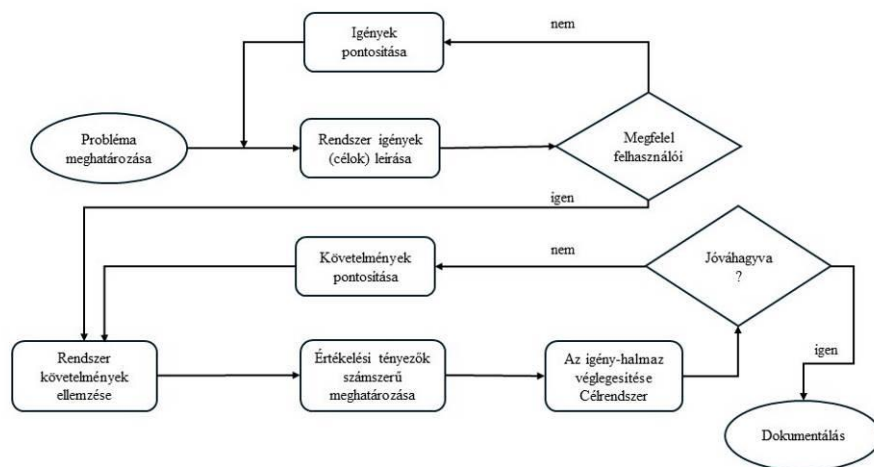 Igények
pontosítása
nem
Probléma
meghatározása
Rendszer igények
(célok) leírása
Megfelel
felhasználói
igen
Követelmények
pontosítása
nem
Jóváhagyva
?
Rendszer
követelmények
ellemzése
Értékelési tényezők
számszerű
meghatározása
Az igény-halmaz
véglegesítése
Célrendszer
igen
Dokumentálás